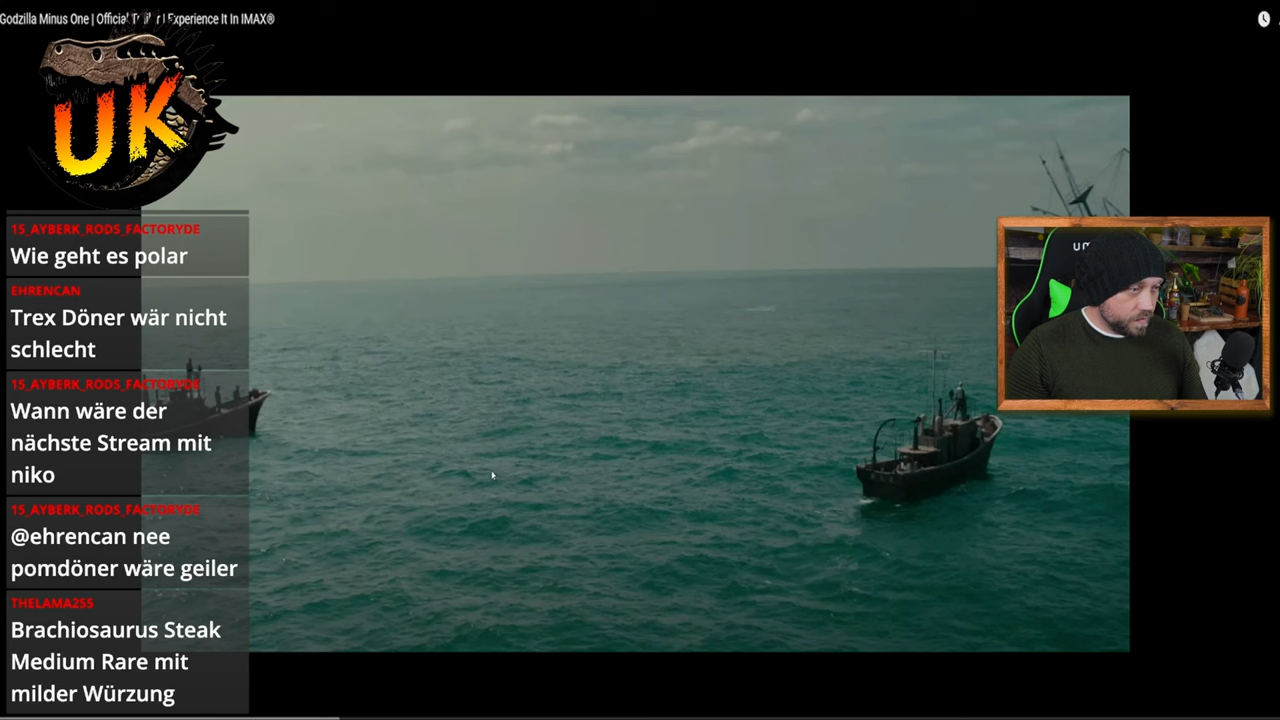 Godzilla Minus One | Official Trailer | Experience It In IMAX®
UK
15_AYBERK_RODS_FACTORYDE
Wie geht es polar
EHRENCAN
Trex Döner wär nicht
schlecht
15_AYBERK_RODS_FACTORYDE
Wann wäre der
nächste Stream mit
niko
15_AYBERK_RODS_FACTORYDE
@ehrencan nee
pomdöner wäre geiler
THELAMA255
Brachiosaurus Steak
Medium Rare mit
milder Würzung